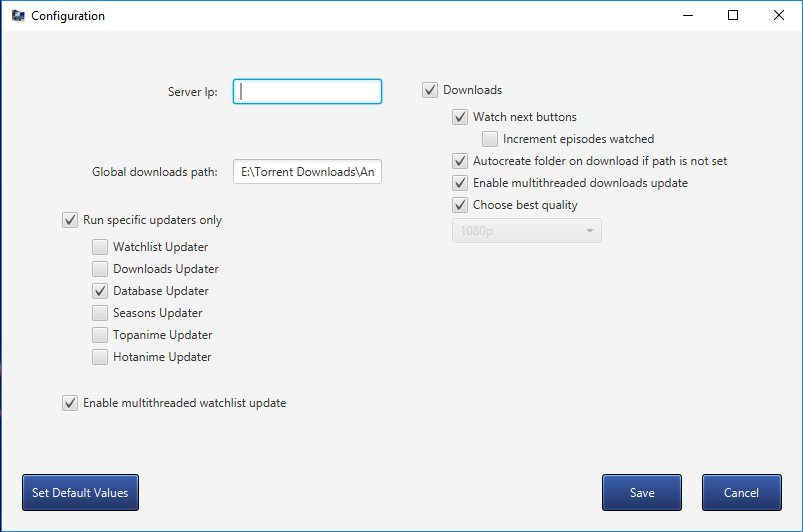 Configuration
Server Ip:
Global downloads path:
E:\Torrent Downloads\An
Run specific updaters only
Watchlist Updater
Downloads Updater
Database Updater
Seasons Updater
Topanime Updater
Hotanime Updater
Enable multithreaded watchlist update
Downloads
Watch next buttons
Increment episodes watched
Autocreate folder on download if path is not set
Enable multithreaded downloads update
Choose best quality
1080p
Set Default Values
Save
Cancel